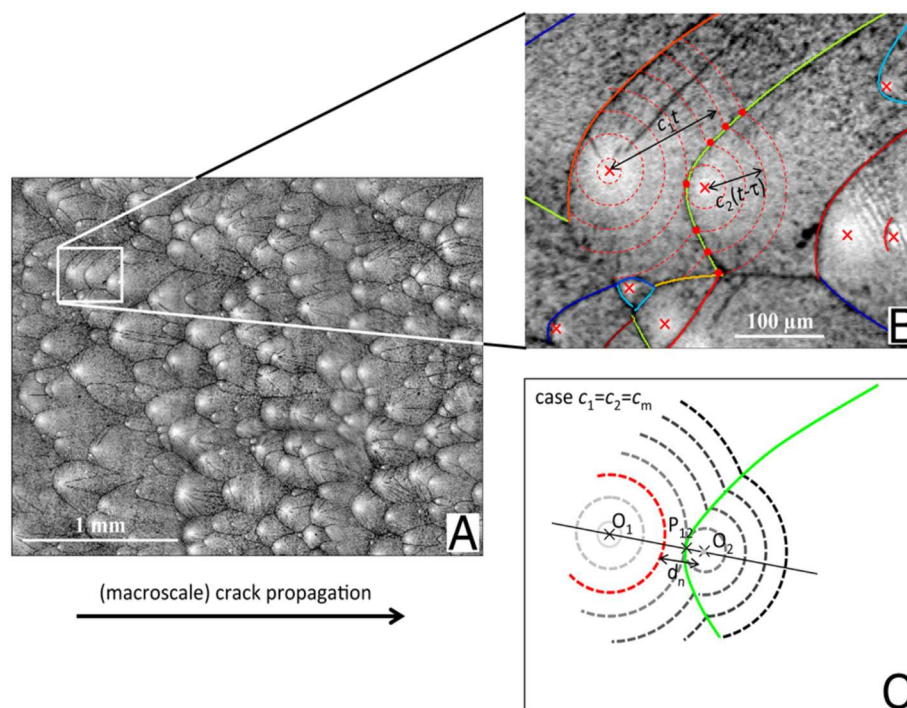 1 mm
A
(macroscale) crack propagation
c₁t
c₂(t-τ)
100 µm
B
case c₁=c₂=cₘ
O₁
P₁₂
O₂
dₙ
C